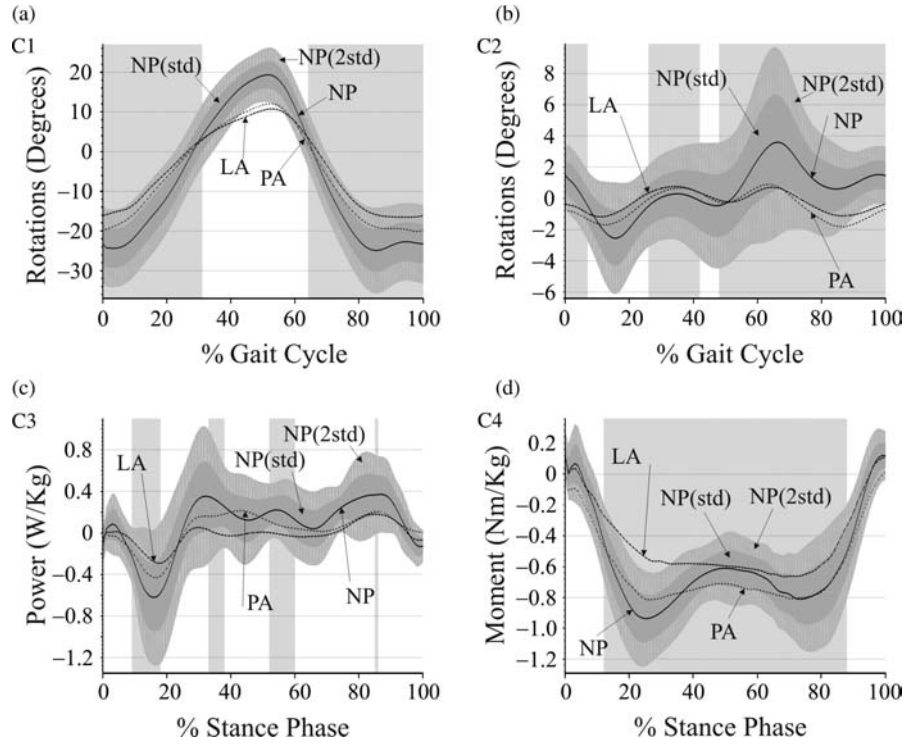 (a)
C1
Rotations (Degrees)
20
10
0
−10
−20
−30
NP(std)
NP(2std)
NP
LA
PA
0 20 40 60 80 100
% Gait Cycle
(b)
C2
Rotations (Degrees)
8
6
4
2
0
−2
−4
−6
NP(std)
NP(2std)
LA
NP
PA
0 20 40 60 80 100
% Gait Cycle
(c)
C3
Power (W/Kg)
0.8
0.4
0
−0.4
−0.8
−1.2
LA
NP(std)
NP(2std)
PA
NP
0 20 40 60 80 100
% Stance Phase
(d)
C4
Moment (Nm/Kg)
0.2
0
−0.2
−0.4
−0.6
−0.8
−1.0
−1.2
LA
NP(std)
NP(2std)
NP
PA
0 20 40 60 80 100
% Stance Phase